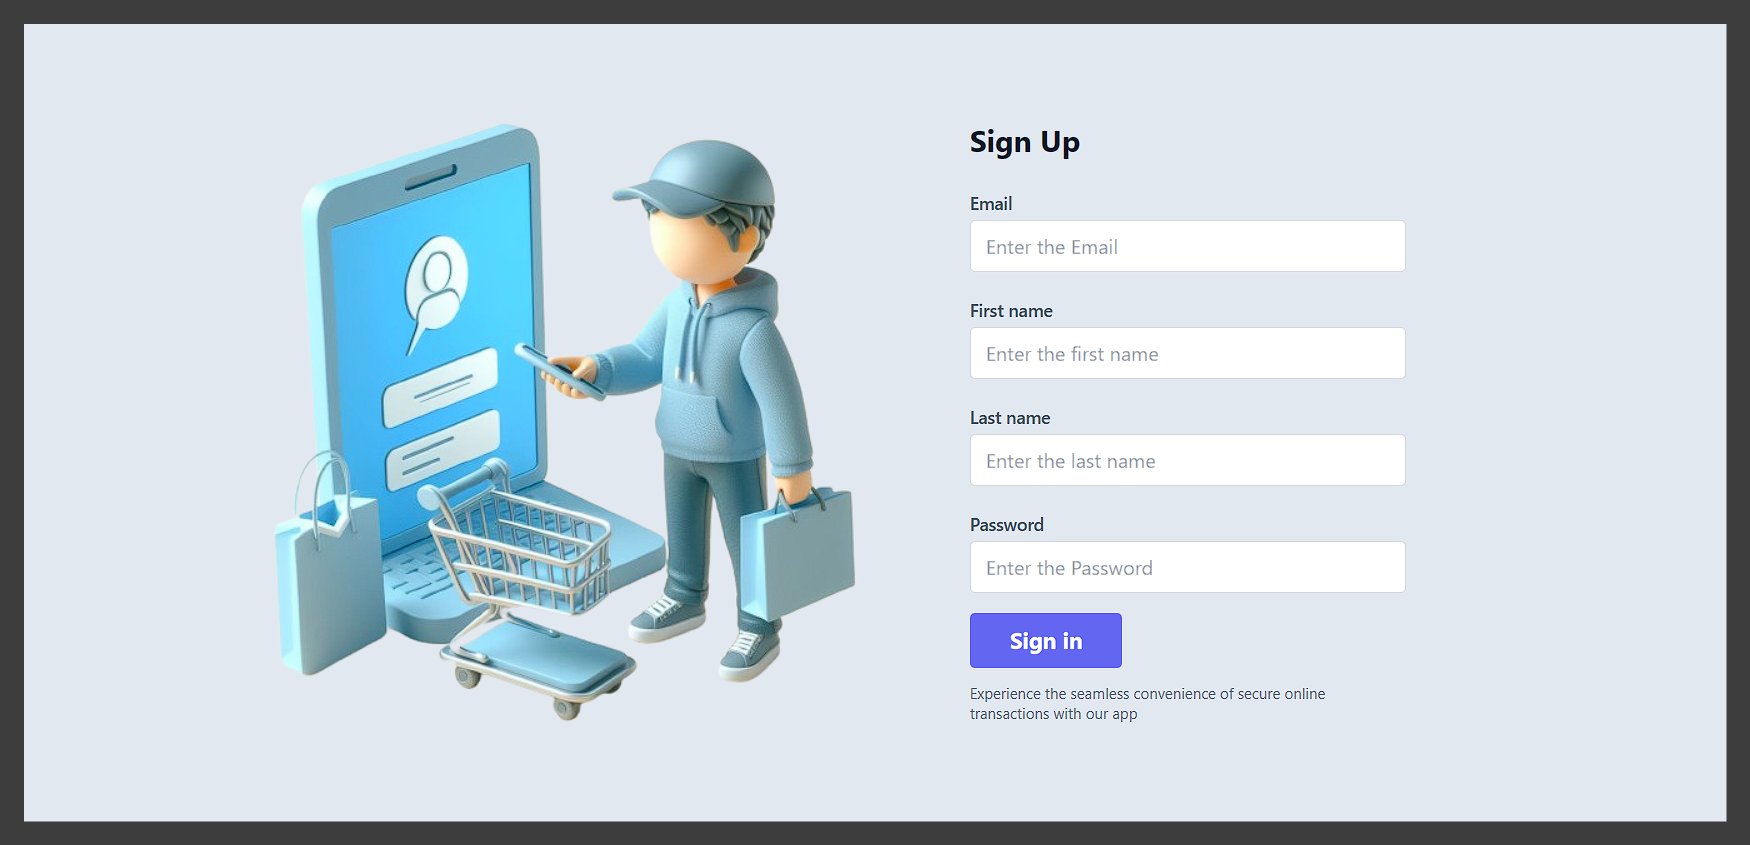 Sign Up
Email
Enter the Email
First name
Enter the first name
Last name
Enter the last name
Password
Enter the Password
Sign in
Experience the seamless convenience of secure online
transactions with our app